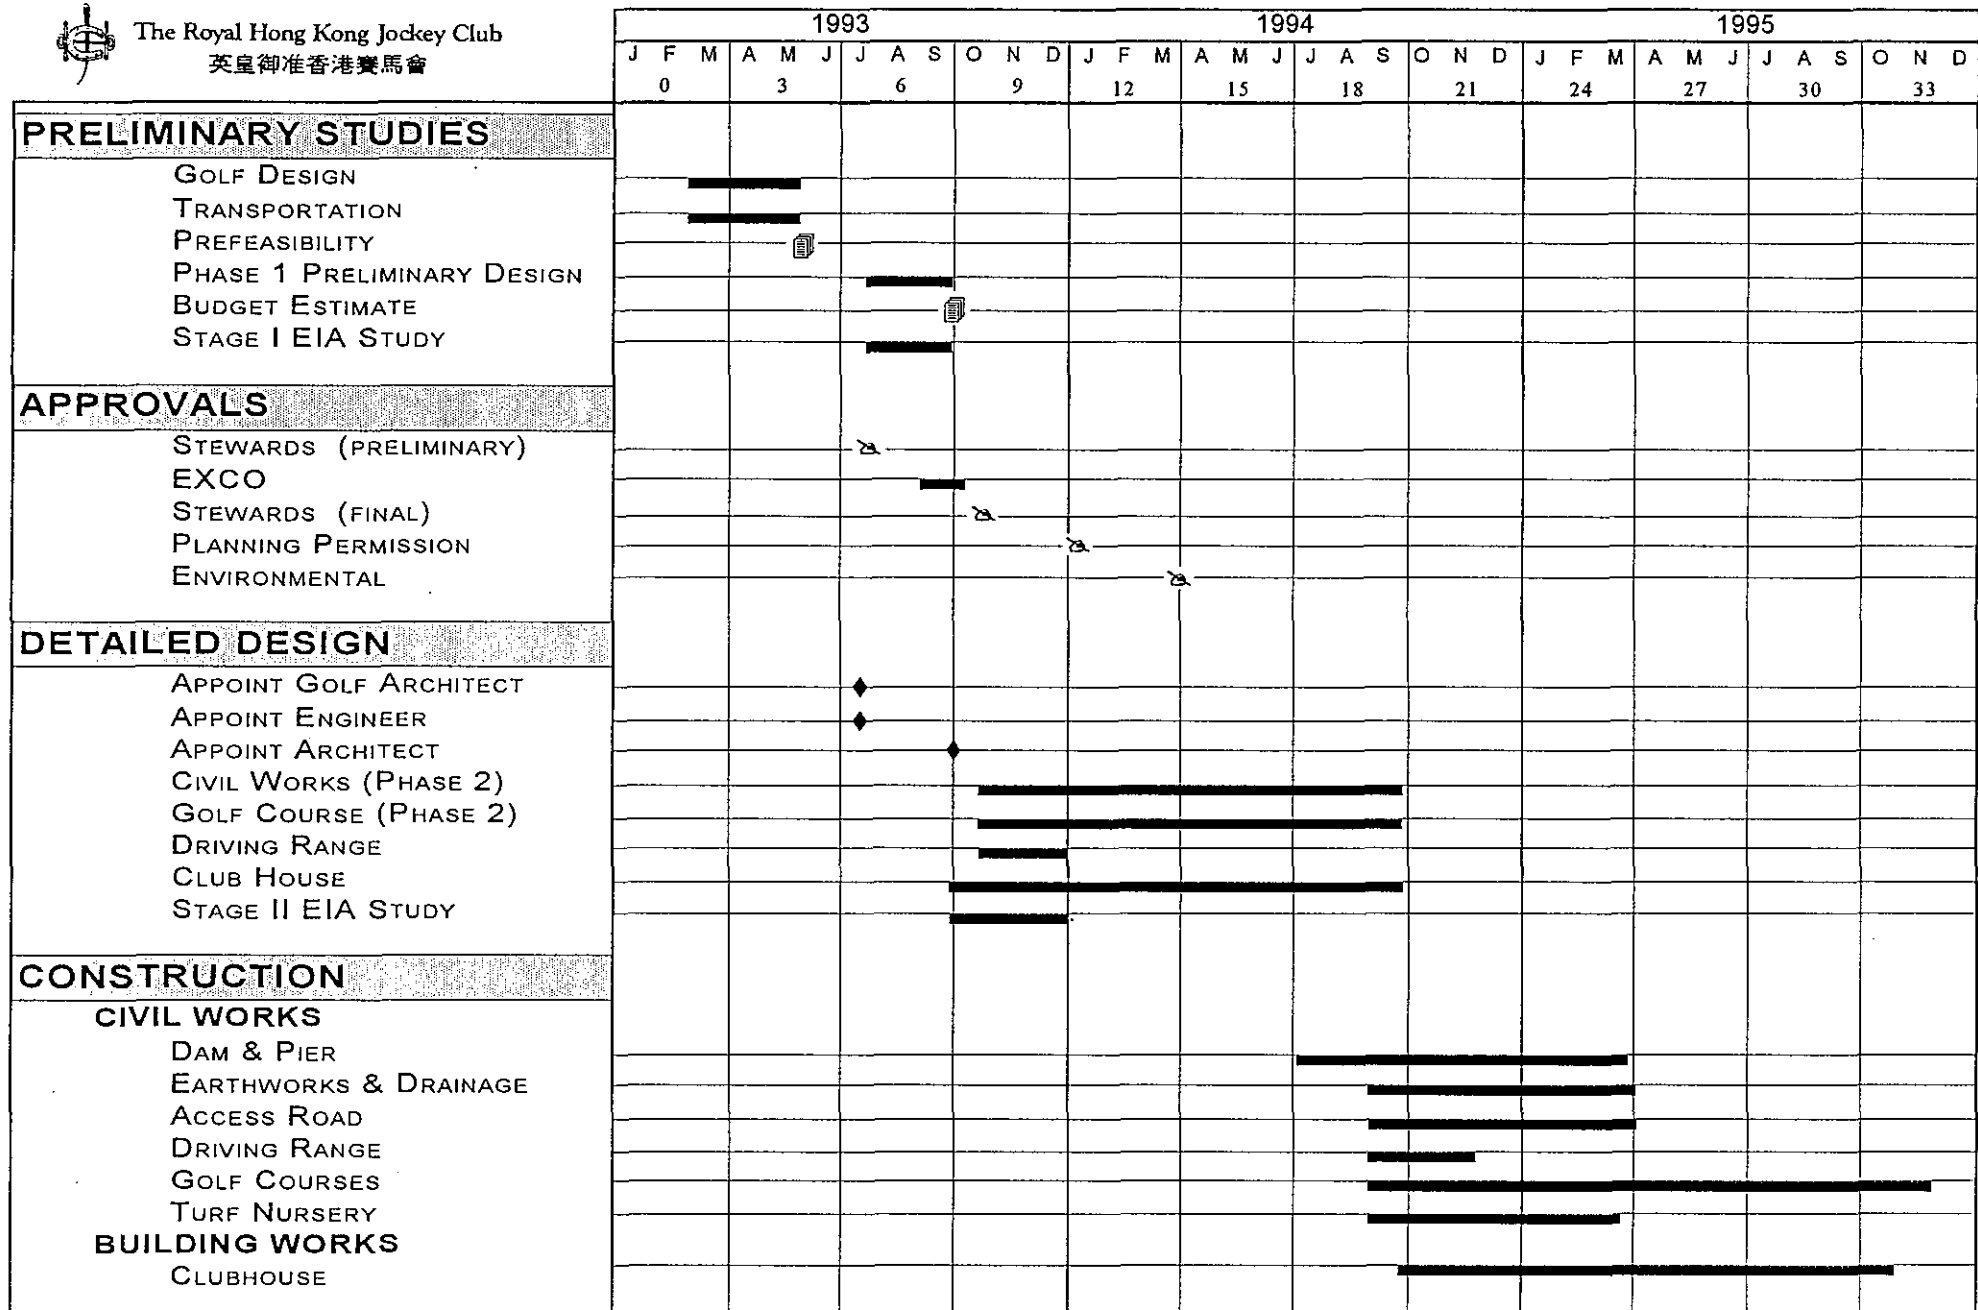 The Royal Hong Kong Jockey Club
英皇御准香港賽馬會
1993 1994 1995
J F M A M J J A S O N D J F M A M J J A S O N D J F M A M J J A S O N D
0 3 6 9 12 15 18 21 24 27 30 33
PRELIMINARY STUDIES
GOLF DESIGN
TRANSPORTATION
PREFEASIBILITY
PHASE 1 PRELIMINARY DESIGN
BUDGET ESTIMATE
STAGE I EIA STUDY
APPROVALS
STEWARDS (PRELIMINARY)
EXCO
STEWARDS (FINAL)
PLANNING PERMISSION
ENVIRONMENTAL
DETAILED DESIGN
APPOINT GOLF ARCHITECT
APPOINT ENGINEER
APPOINT ARCHITECT
CIVIL WORKS (PHASE 2)
GOLF COURSE (PHASE 2)
DRIVING RANGE
CLUB HOUSE
STAGE II EIA STUDY
CONSTRUCTION
CIVIL WORKS
DAM & PIER
EARTHWORKS & DRAINAGE
ACCESS ROAD
DRIVING RANGE
GOLF COURSES
TURF NURSERY
BUILDING WORKS
CLUBHOUSE